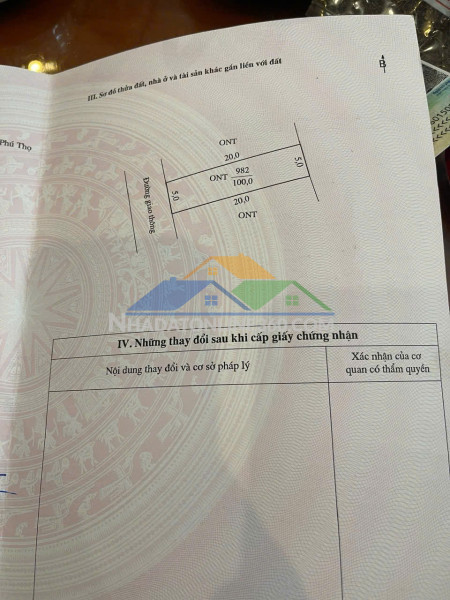 III. Sơ đồ thửa đất, nhà ở và tài sản khác gắn liền với đất
B
Phú Thọ
ONT
20,0
Đường giao thông
5,0
ONT 982
100,0
5,0
20,0
ONT
IV. Những thay đổi sau khi cấp giấy chứng nhận
Nội dung thay đổi và cơ sở pháp lý
Xác nhận của cơ
quan có thẩm quyền